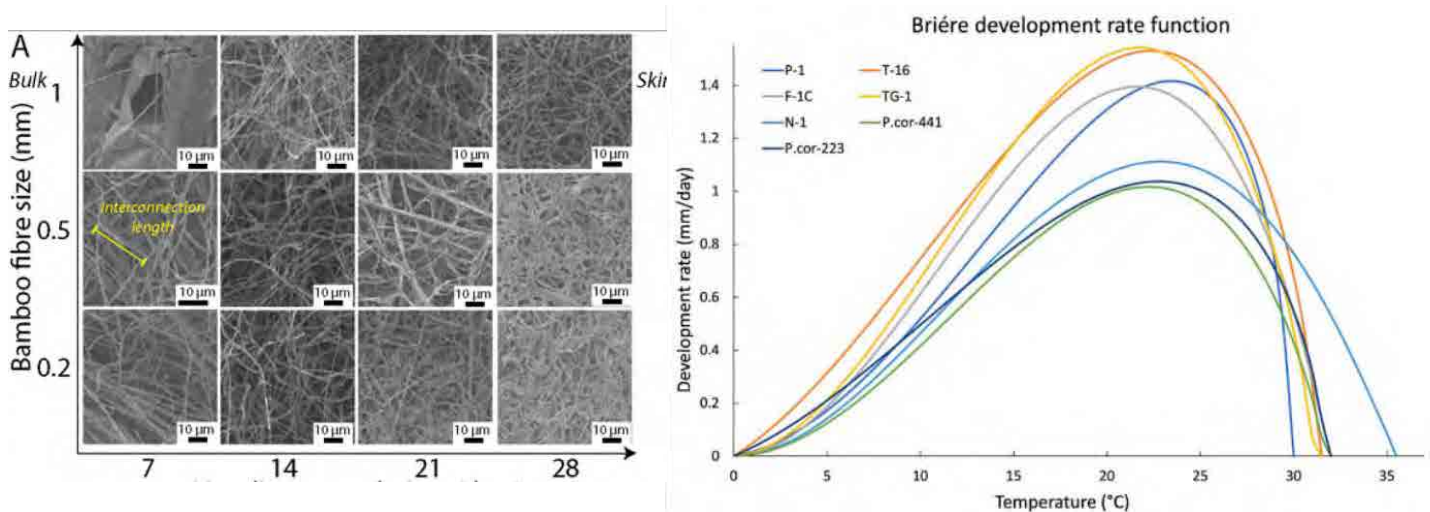 A
Bulk
Skin
Bamboo fibre size (mm)
1
10 µm
10 µm
10 µm
10 µm
0.5
Interconnection
length
10 µm
10 µm
10 µm
10 µm
0.2
10 µm
10 µm
10 µm
10 µm
7
14
21
28
Briére development rate function
P-1
T-16
F-1C
TG-1
N-1
P.cor-441
P.cor-223
Development rate (mm/day)
1.4
1.2
1
0.8
0.6
0.4
0.2
0
0
5
10
15
20
25
30
35
Temperature (°C)